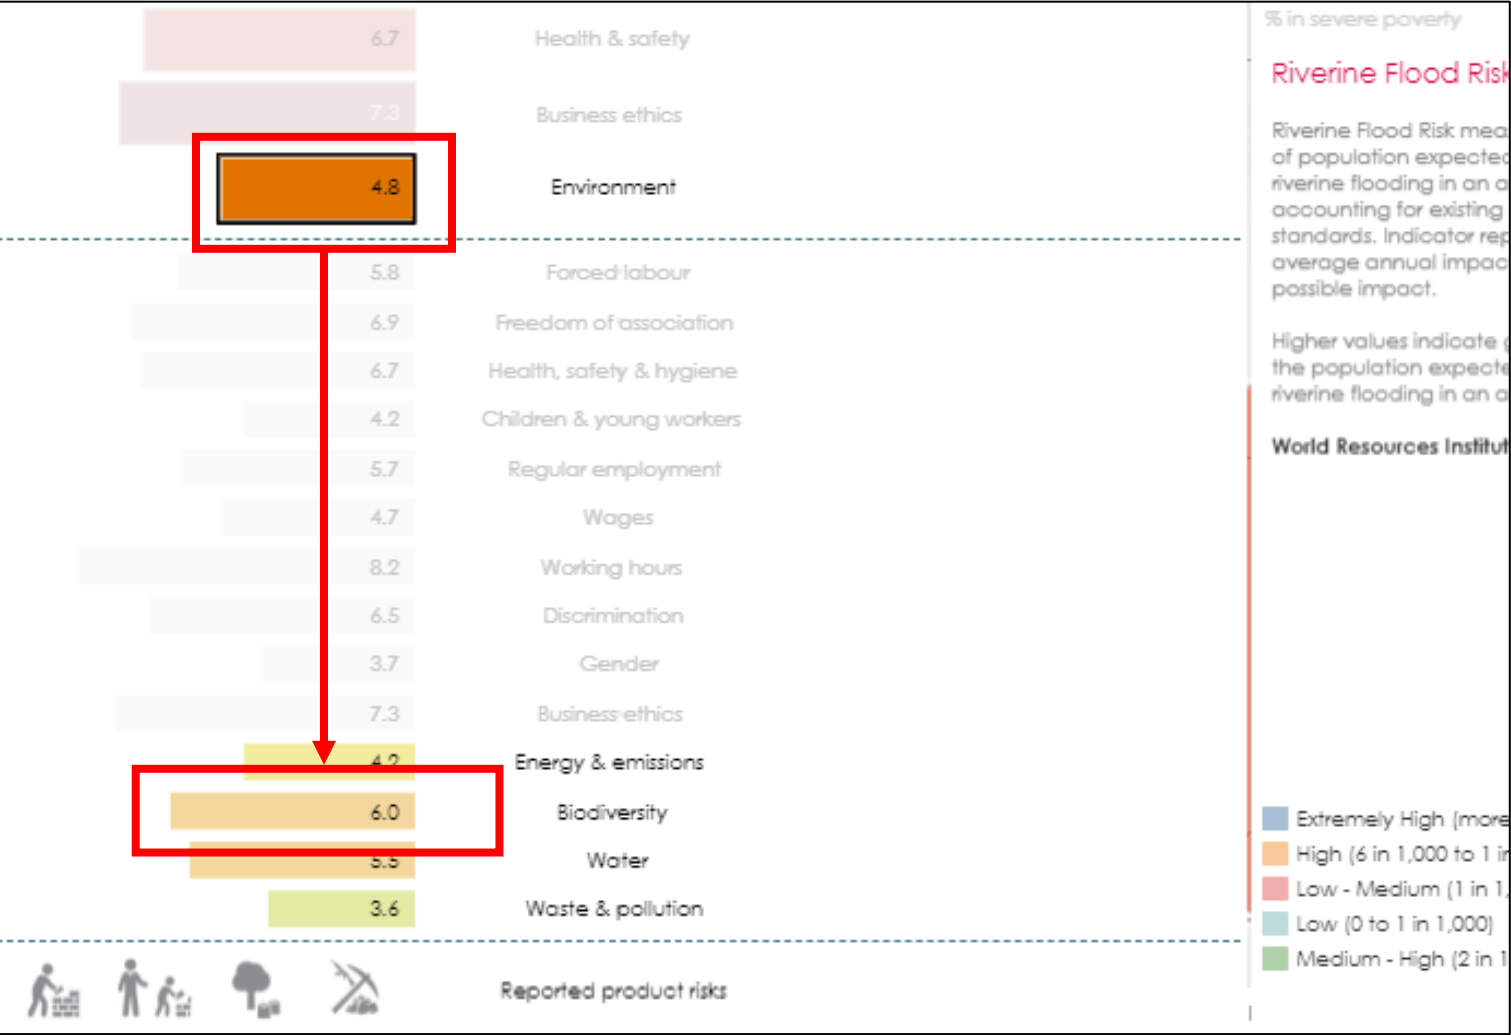 6.7 Health & safety
7.3 Business ethics
4.8 Environment
5.8 Forced labour
6.9 Freedom of association
6.7 Health, safety & hygiene
4.2 Children & young workers
5.7 Regular employment
4.7 Wages
8.2 Working hours
6.5 Discrimination
3.7 Gender
7.3 Business ethics
4.2 Energy & emissions
6.0 Biodiversity
5.5 Water
3.6 Waste & pollution
Reported product risks
% in severe poverty
Riverine Flood Risk
Riverine Flood Risk mea
of population expected
riverine flooding in an a
accounting for existing
standards. Indicator rep
average annual impac
possible impact.
Higher values indicate g
the population expecte
riverine flooding in an a
World Resources Institut
Extremely High (more
High (6 in 1,000 to 1 in
Low - Medium (1 in 1,
Low (0 to 1 in 1,000)
Medium - High (2 in 1